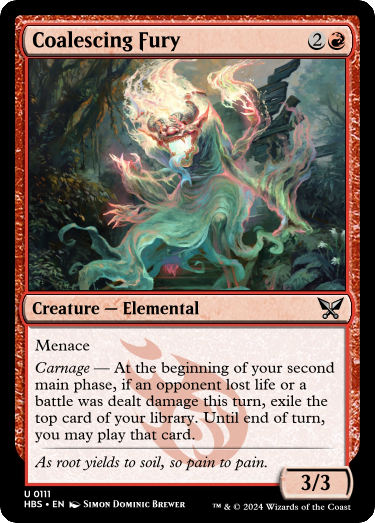 Coalescing Fury 2
Creature — Elemental
Menace
Carnage — At the beginning of your second
main phase, if an opponent lost life or a
battle was dealt damage this turn, exile the
top card of your library. Until end of turn,
you may play that card.
As root yields to soil, so pain to pain.
3/3
U 0111
HBS • EN Simon Dominic Brewer ™ & © 2024 Wizards of the Coast